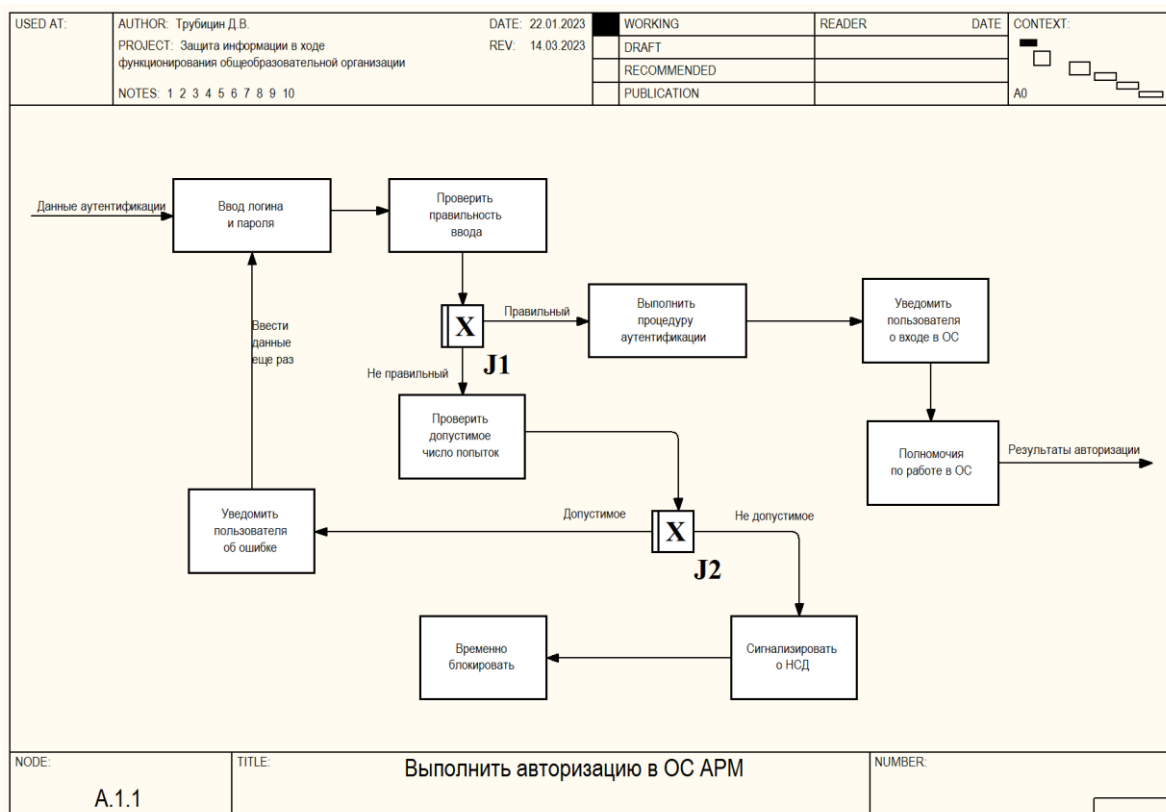 USED AT:
AUTHOR: Трубицин Д.В.
DATE: 22.01.2023
PROJECT: Защита информации в ходе
функционирования общеобразовательной организации
REV: 14.03.2023
NOTES: 1 2 3 4 5 6 7 8 9 10
WORKING
DRAFT
RECOMMENDED
PUBLICATION
READER
DATE
CONTEXT:
A0
Данные аутентификации
Ввод логина
и пароля
Проверить
правильность
ввода
X
J1
Правильный
Выполнить
процедуру
аутентификации
Уведомить
пользователя
о входе в ОС
Ввести
данные
еще раз
Не правильный
Проверить
допустимое
число попыток
Полномочия
по работе в ОС
Результаты авторизации
Уведомить
пользователя
об ошибке
Допустимое
X
J2
Не допустимое
Временно
блокировать
Сигнализировать
о НСД
NODE:
A.1.1
TITLE:
Выполнить авторизацию в ОС АРМ
NUMBER: